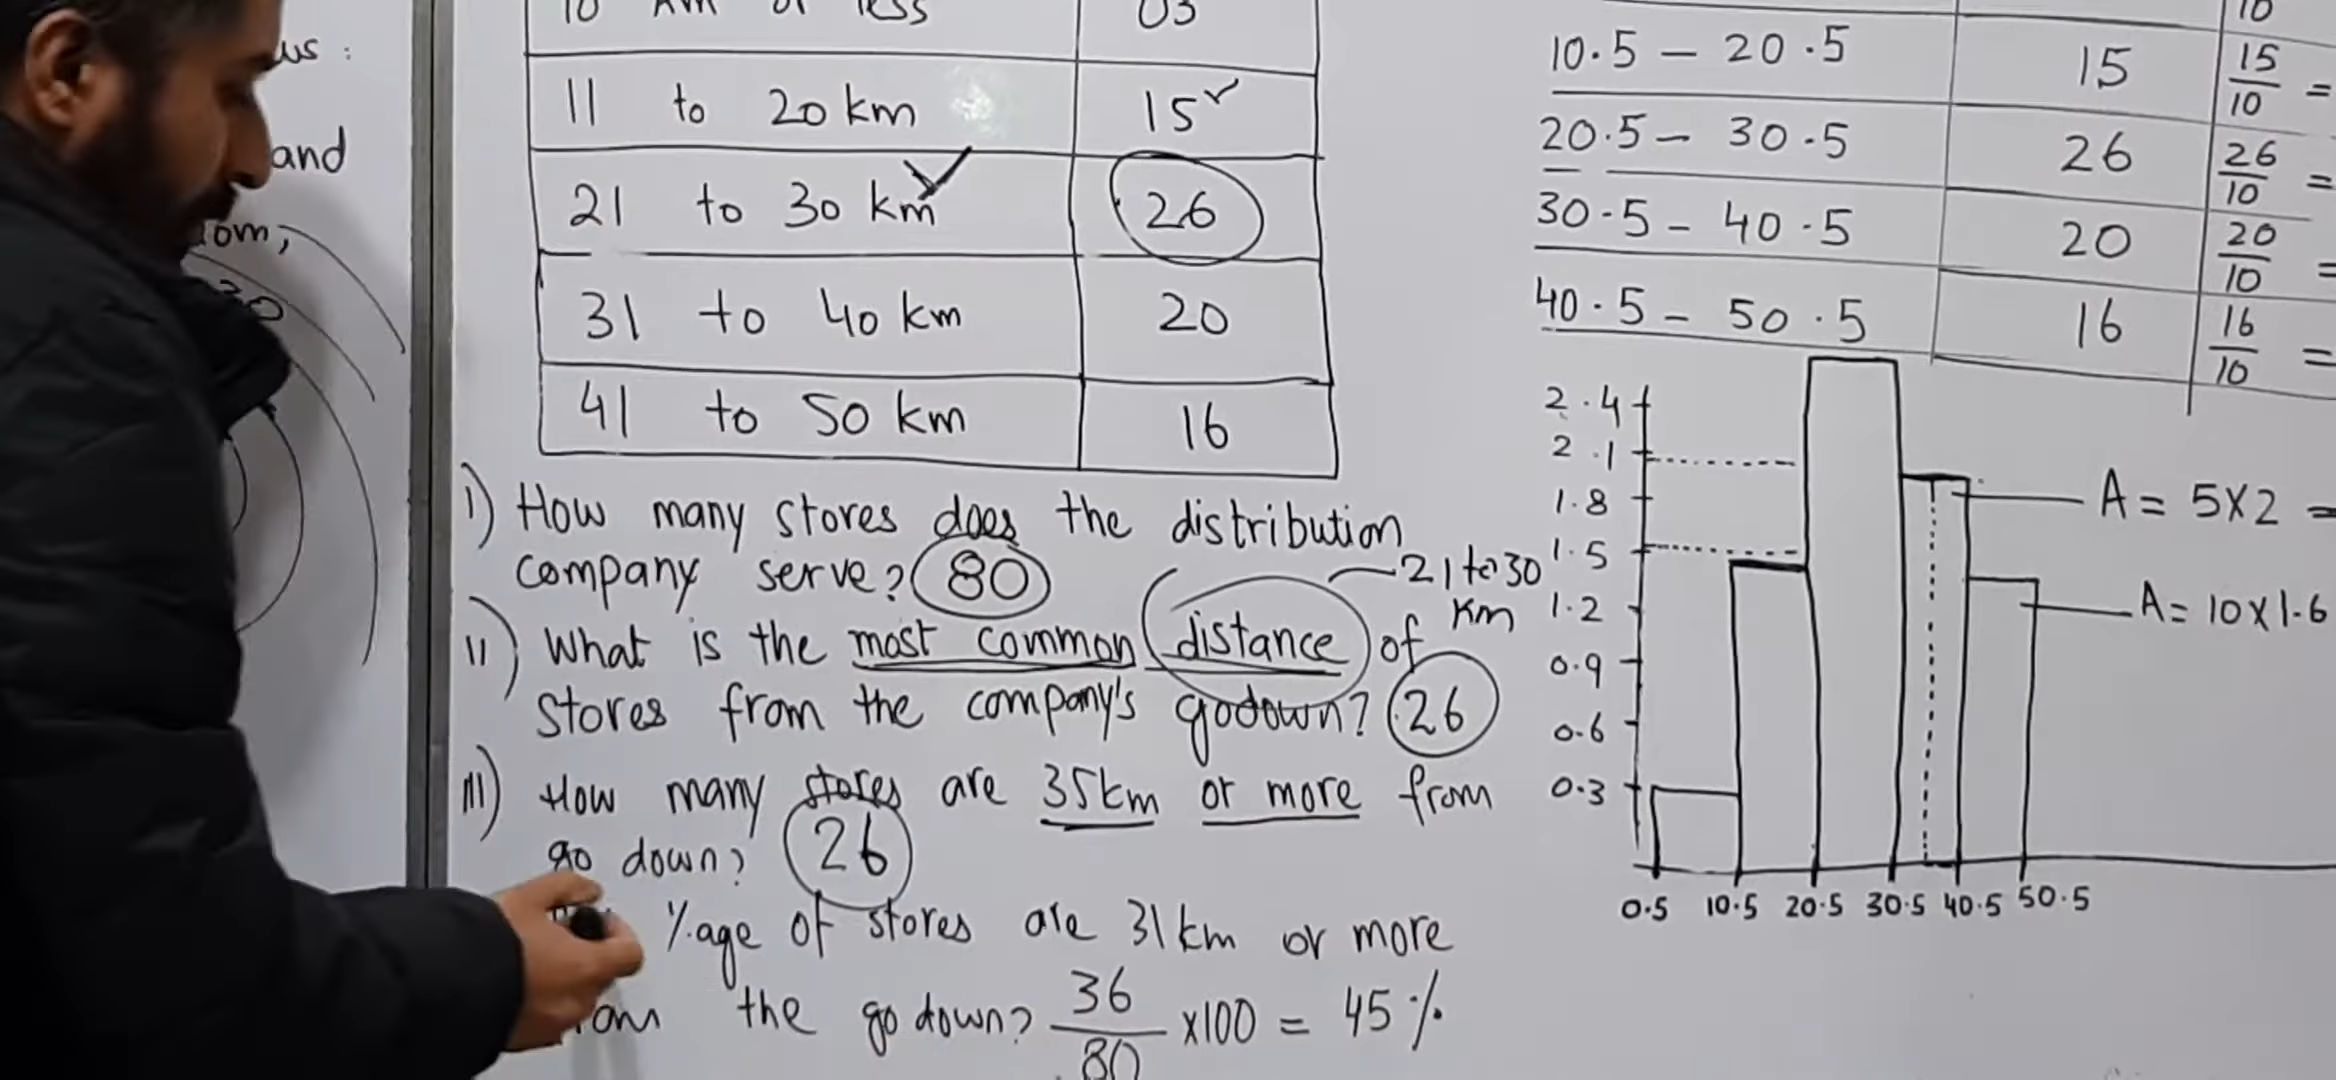 us :
and
10 km or less 03
11 to 20 km 15
21 to 30 km 26
31 to 40 km 20
41 to 50 km 16
I) How many stores does the distribution
company serve? 80
II) What is the most common distance of
21 to 30
km
stores from the company's godown? 26
III) How many stores are 35km or more from
go down? 26
%age of stores are 31km or more
the go down? 36/80 x100 = 45 %
10
10.5 – 20.5 15 15/10 =
20.5 – 30.5 26 26/10 =
30.5 – 40.5 20 20/10 =
40.5 – 50.5 16 16/10 =
2.4
2.1
1.8
1.5
1.2
0.9
0.6
0.3
A = 5X2 =
A = 10X1.6
0.5 10.5 20.5 30.5 40.5 50.5